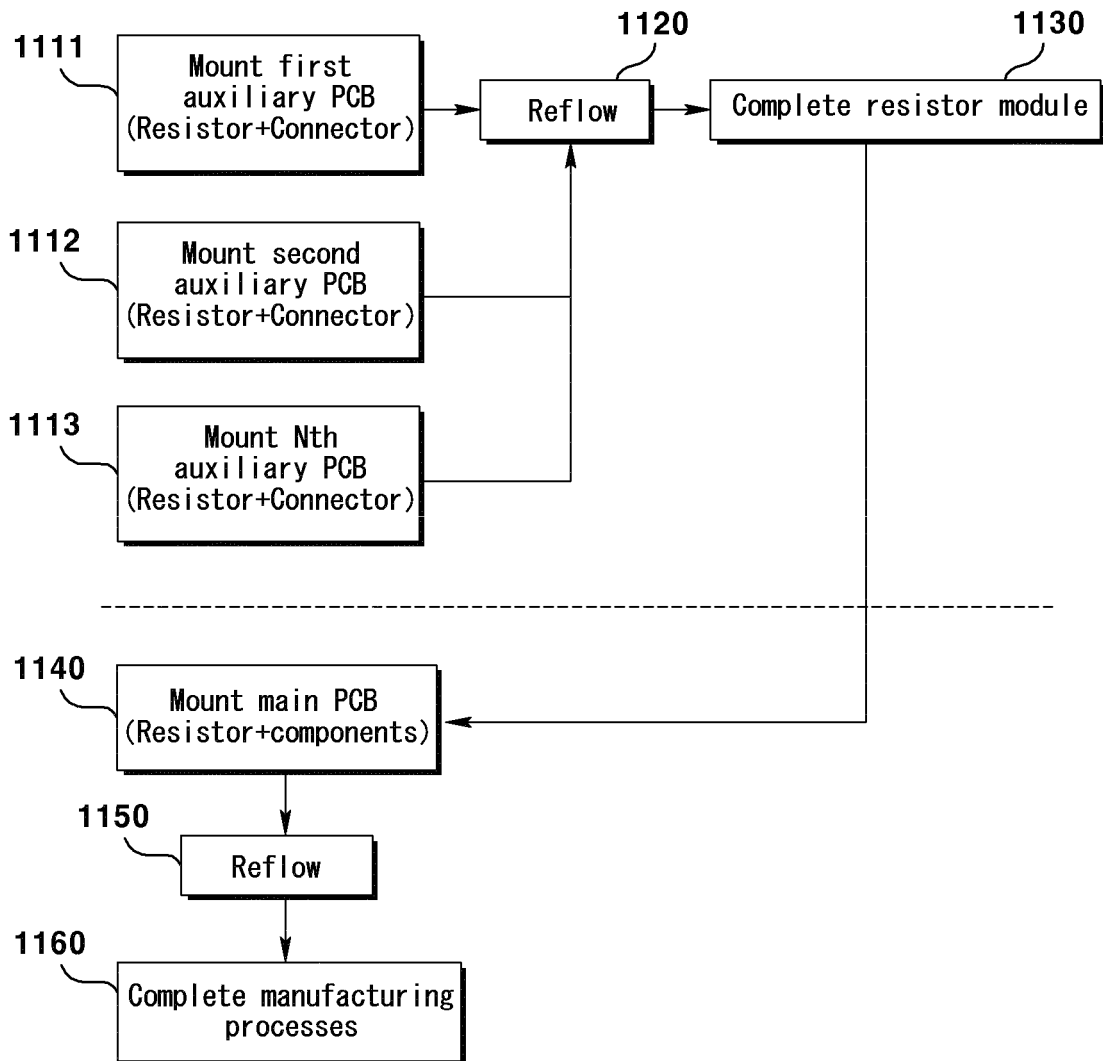 1111
Mount first
auxiliary PCB
(Resistor+Connector)
1120
Reflow
1130
Complete resistor module
1112
Mount second
auxiliary PCB
(Resistor+Connector)
1113
Mount Nth
auxiliary PCB
(Resistor+Connector)
1140
Mount main PCB
(Resistor+components)
1150
Reflow
1160
Complete manufacturing
processes